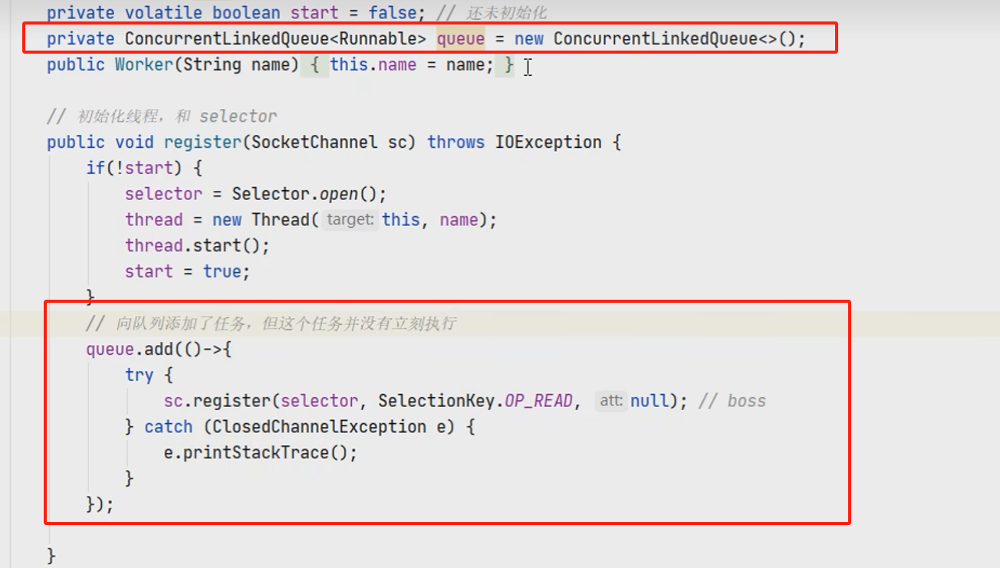 private volatile boolean start = false; // 还未初始化
private ConcurrentLinkedQueue<Runnable> queue = new ConcurrentLinkedQueue<>();
public Worker(String name) { this.name = name; }
// 初始化线程，和 selector
public void register(SocketChannel sc) throws IOException {
if(!start) {
selector = Selector.open();
thread = new Thread( target: this, name);
thread.start();
start = true;
}
// 向队列添加了任务，但这个任务并没有立刻执行
queue.add(()->{
try {
sc.register(selector, SelectionKey.OP_READ, att: null); // boss
} catch (ClosedChannelException e) {
e.printStackTrace();
}
});
}